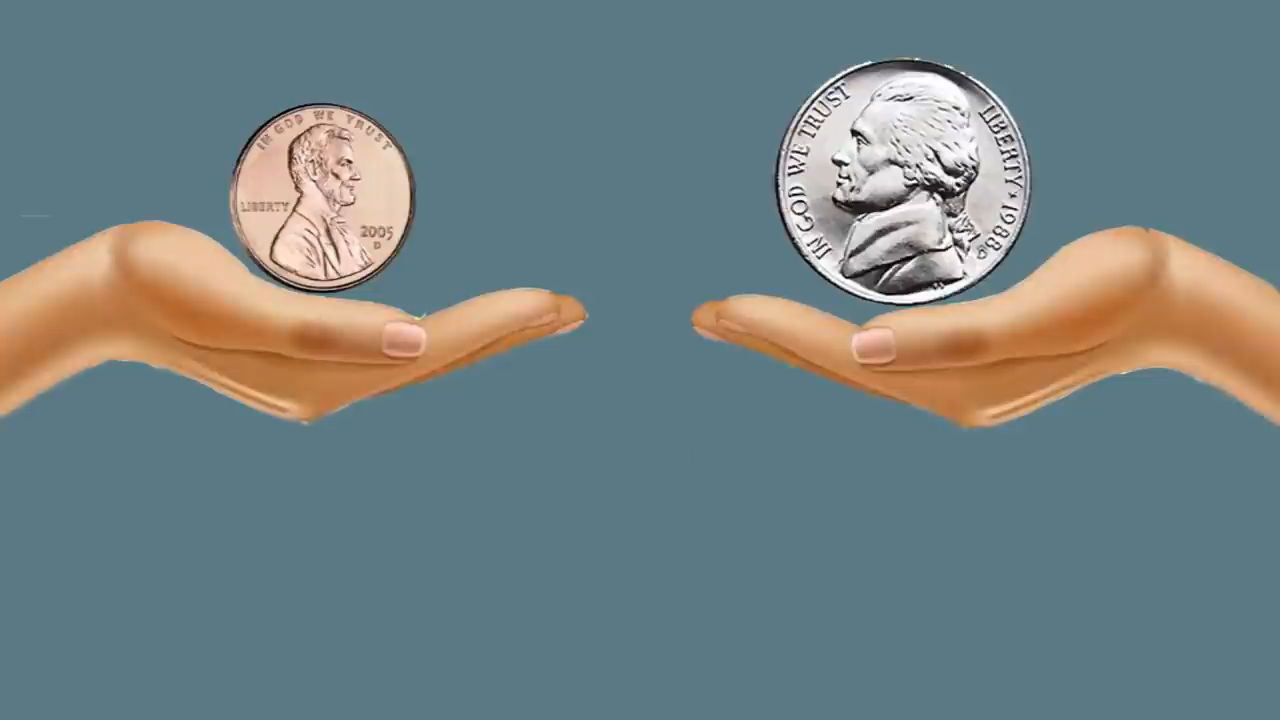 IN GOD WE TRUST
LIBERTY
2005
D
IN GOD WE TRUST
LIBERTY ★ 1988